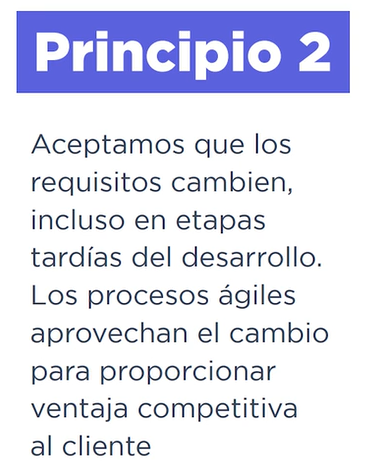 Principio 2
Aceptamos que los
requisitos cambien,
incluso en etapas
tardías del desarrollo.
Los procesos ágiles
aprovechan el cambio
para proporcionar
ventaja competitiva
al cliente